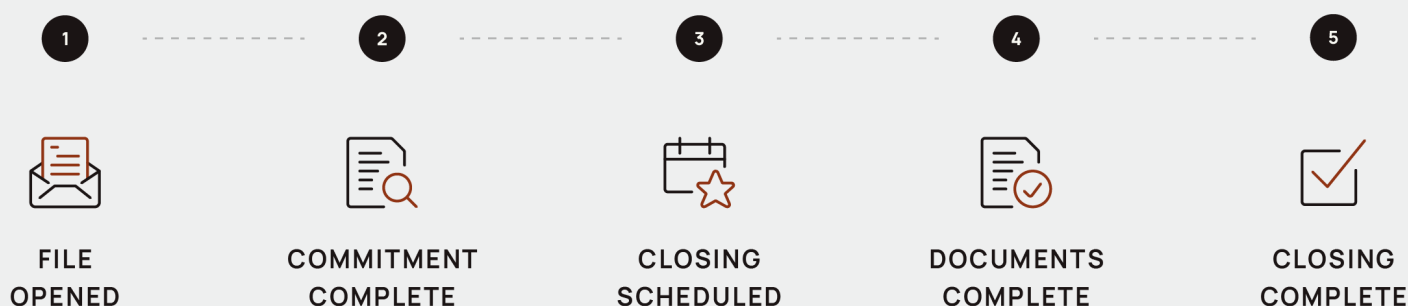 1
2
3
4
5
FILE
OPENED
COMMITMENT
COMPLETE
CLOSING
SCHEDULED
DOCUMENTS
COMPLETE
CLOSING
COMPLETE